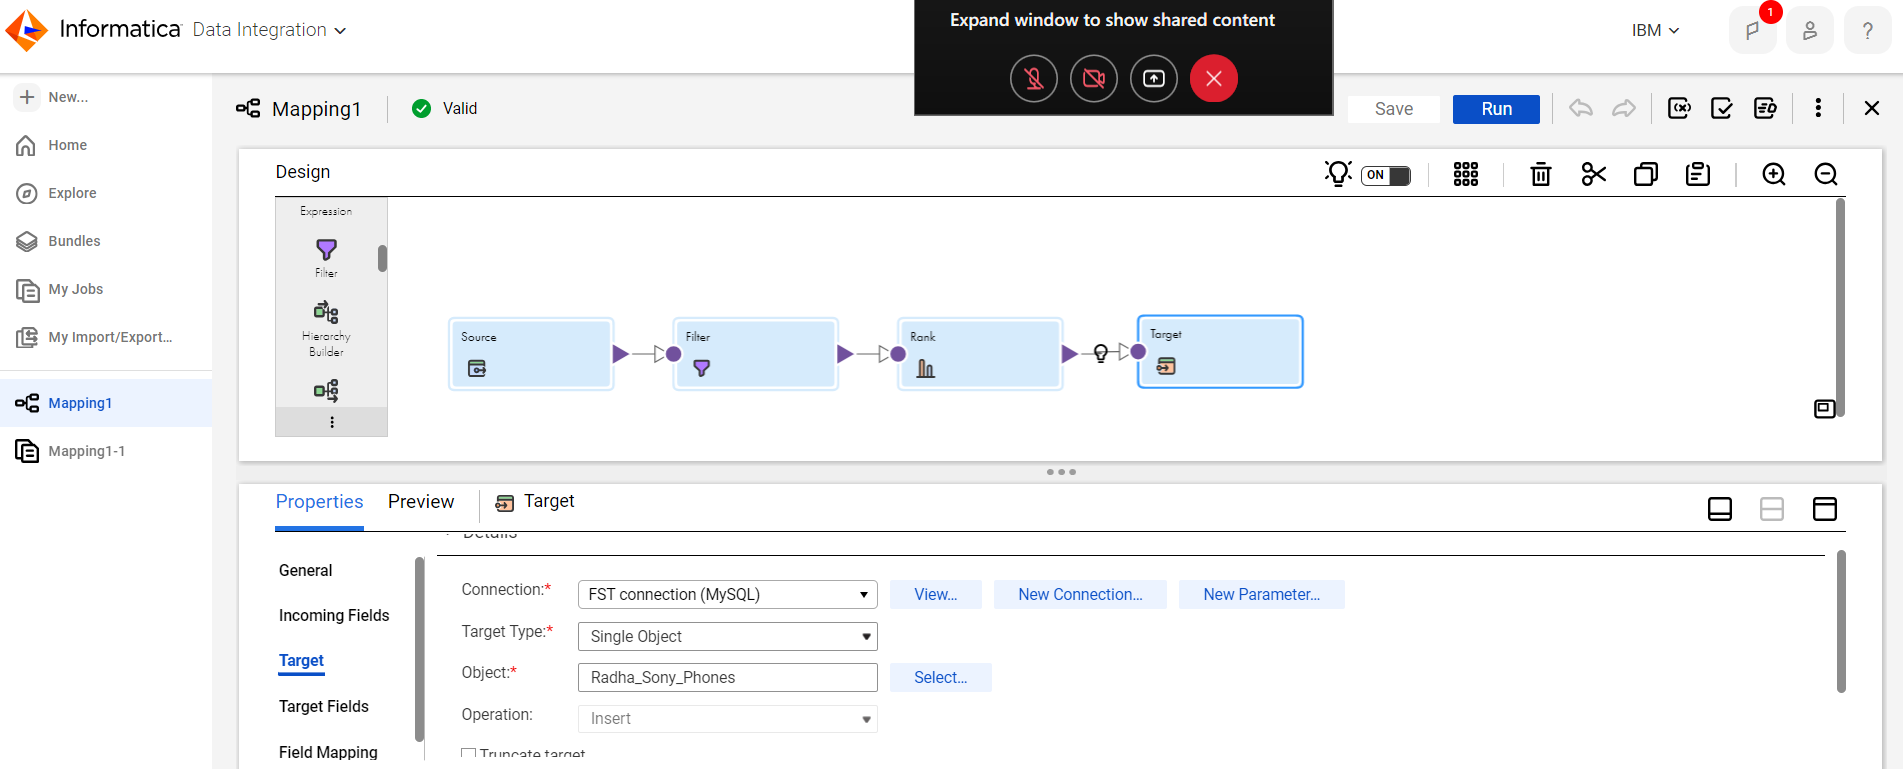 Informatica Data Integration
Expand window to show shared content
IBM
1
?
New...
Home
Explore
Bundles
My Jobs
My Import/Export...
Mapping1
Mapping1-1
Mapping1
Valid
Save
Run
Design
ON
Expression
Filter
Hierarchy
Builder
Source
Filter
Rank
Target
Properties
Preview
Target
Details
General
Incoming Fields
Target
Target Fields
Field Mapping
Connection:*
FST connection (MySQL)
View...
New Connection...
New Parameter...
Target Type:*
Single Object
Object:*
Radha_Sony_Phones
Select...
Operation:
Insert
Truncate target